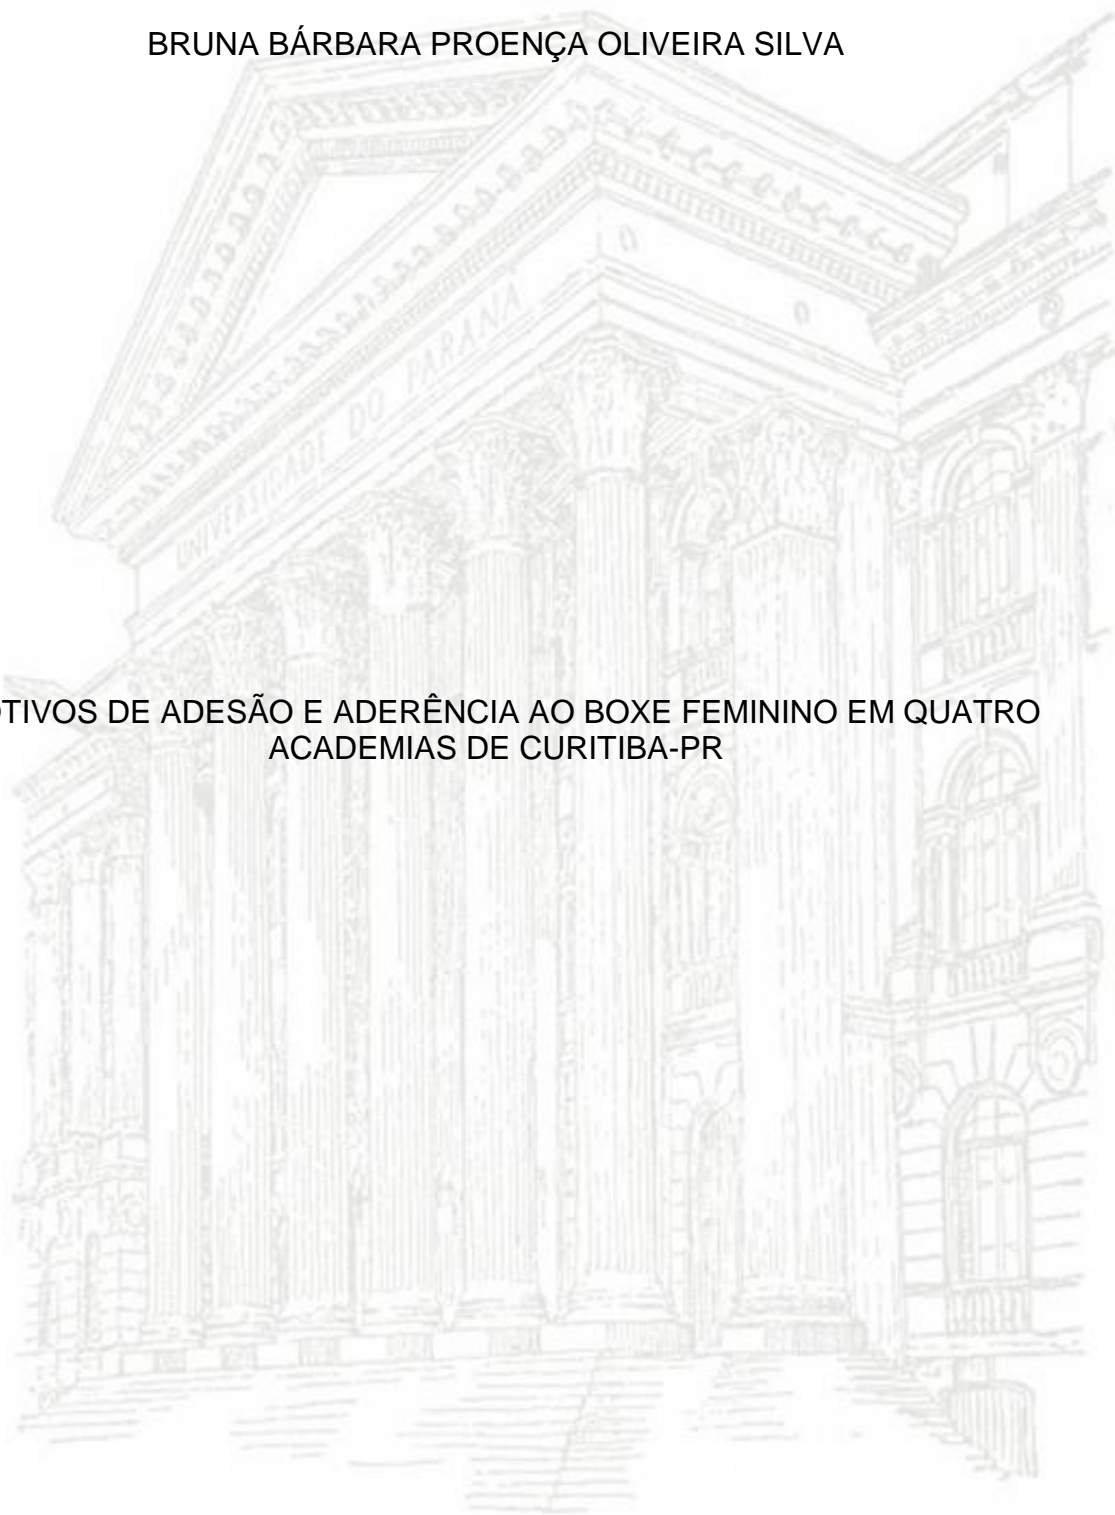 BRUNA BÁRBARA PROENÇA OLIVEIRA SILVA
UNIVERSIDADE DO PARANÁ
OTIVOS DE ADESÃO E ADERÊNCIA AO BOXE FEMININO EM QUATRO
ACADEMIAS DE CURITIBA-PR